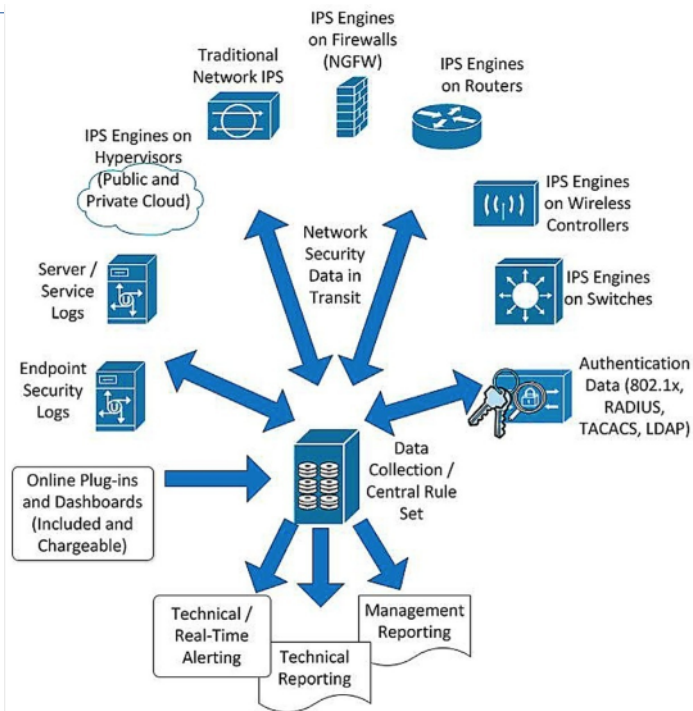 IPS Engines
on Firewalls
(NGFW)
Traditional
Network IPS
IPS Engines
on Routers
IPS Engines on
Hypervisors
(Public and
Private Cloud)
IPS Engines
on Wireless
Controllers
Network
Security
Data in
Transit
Server /
Service
Logs
IPS Engines
on Switches
Endpoint
Security
Logs
Authentication
Data (802.1x,
RADIUS,
TACACS, LDAP)
Data
Collection /
Central Rule
Set
Online Plug-ins
and Dashboards
(Included and
Chargeable)
Technical /
Real-Time
Alerting
Technical
Reporting
Management
Reporting